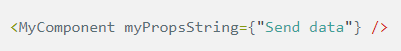 <MyComponent myPropsString={"Send data"} />